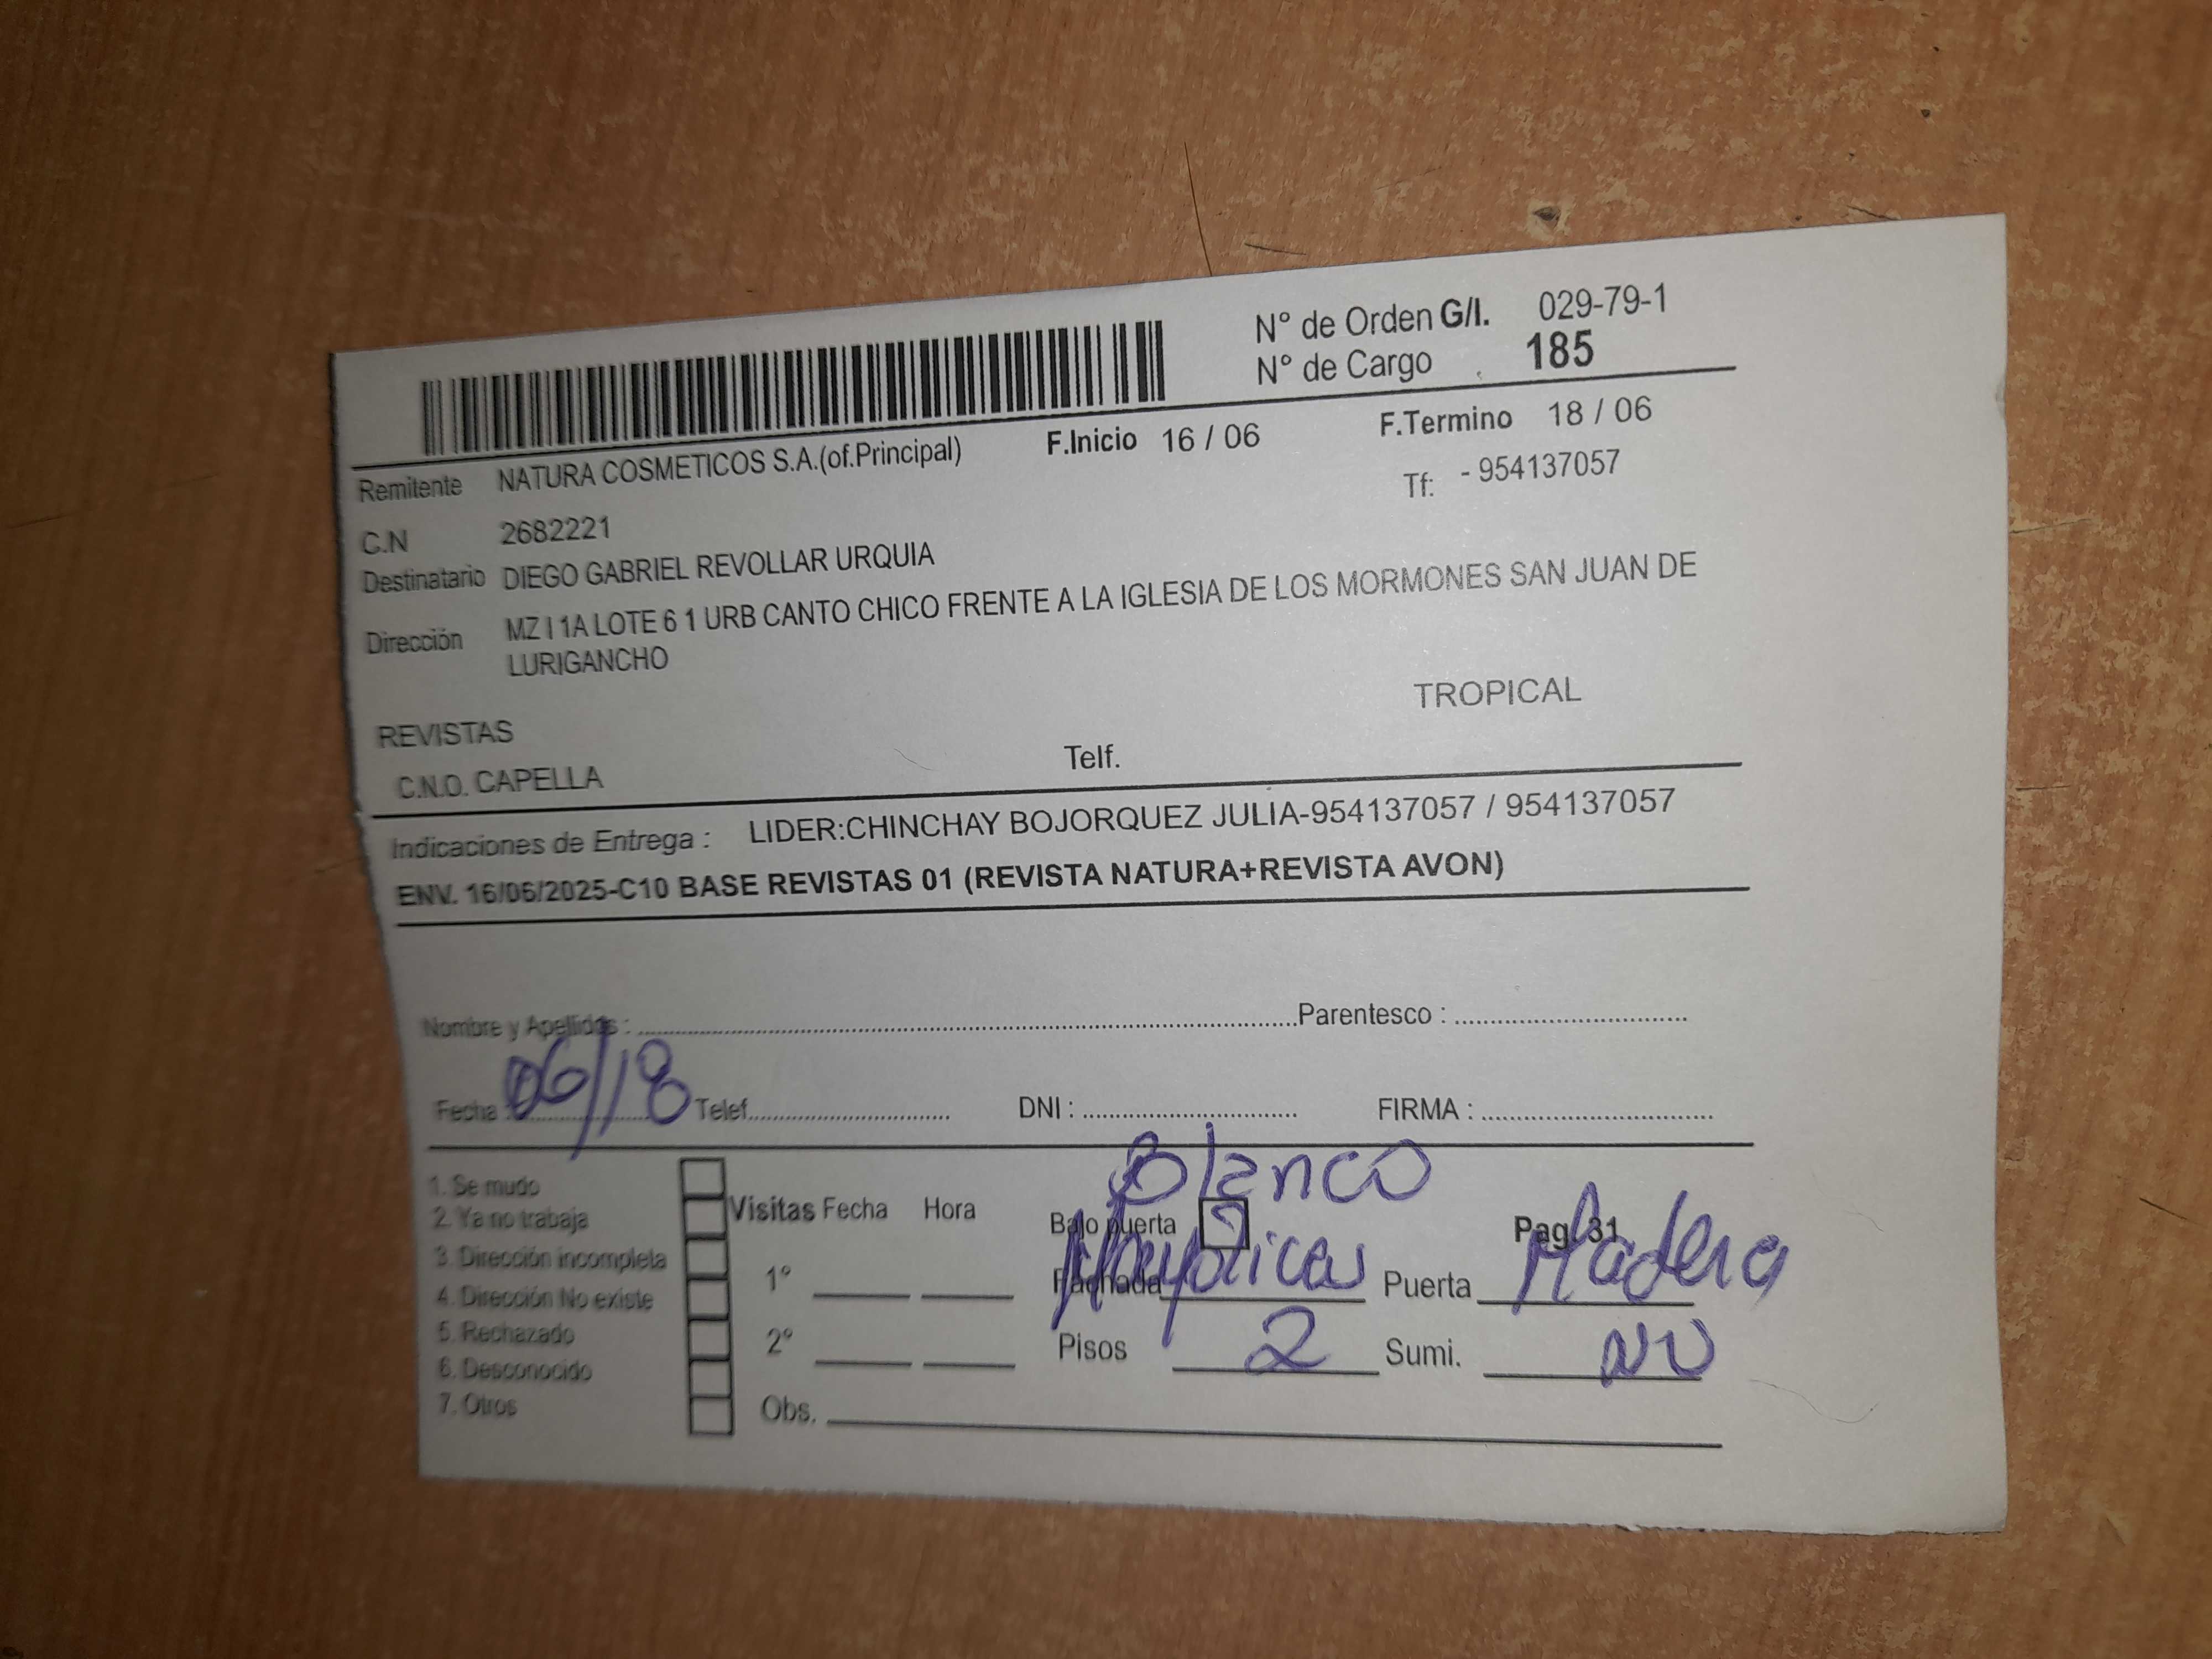 N° de Orden G/I. 029-79-1
N° de Cargo 185
F.Inicio 16 / 06 F.Termino 18 / 06
Remitente NATURA COSMETICOS S.A.(of.Principal)
Tf: - 954137057
C.N 2682221
Destinatario DIEGO GABRIEL REVOLLAR URQUIA
Dirección MZ I 1A LOTE 6 1 URB CANTO CHICO FRENTE A LA IGLESIA DE LOS MORMONES SAN JUAN DE
LURIGANCHO
TROPICAL
REVISTAS
C.N.O. CAPELLA Telf.
Indicaciones de Entrega : LIDER:CHINCHAY BOJORQUEZ JULIA-954137057 / 954137057
ENV. 16/06/2025-C10 BASE REVISTAS 01 (REVISTA NATURA+REVISTA AVON)
Nombre y Apellidos : Parentesco :
Fecha : 06/18 Telef. DNI : FIRMA :
Blanco
1. Se mudo
2. Ya no trabaja
3. Dirección incompleta
4. Dirección No existe
5. Rechazado
6. Desconocido
7. Otros
Visitas Fecha Hora
1°
2°
Obs.
Bajo puerta Pag. 31
Fachada Puerta Madera
Pisos 2 Sumi. NO